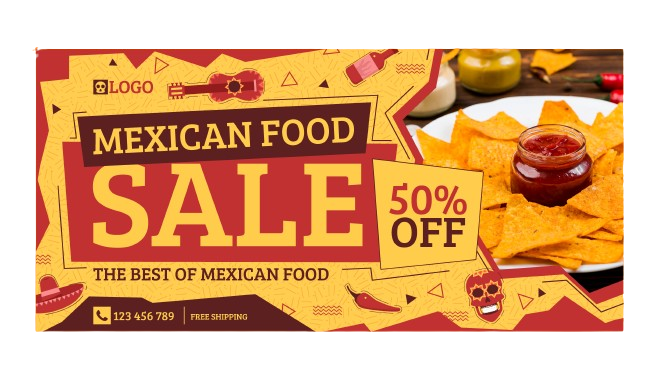 LOGO
MEXICAN FOOD
SALE
50%
OFF
THE BEST OF MEXICAN FOOD
123 456 789
FREE SHIPPING